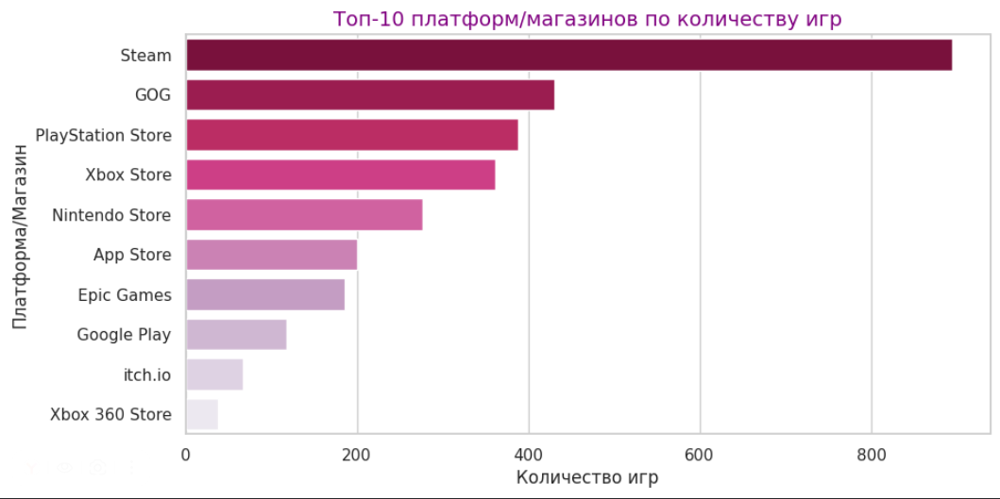 Топ-10 платформ/магазинов по количеству игр
Платформа/Магазин
Steam
GOG
PlayStation Store
Xbox Store
Nintendo Store
App Store
Epic Games
Google Play
itch.io
Xbox 360 Store
0 200 400 600 800
Количество игр